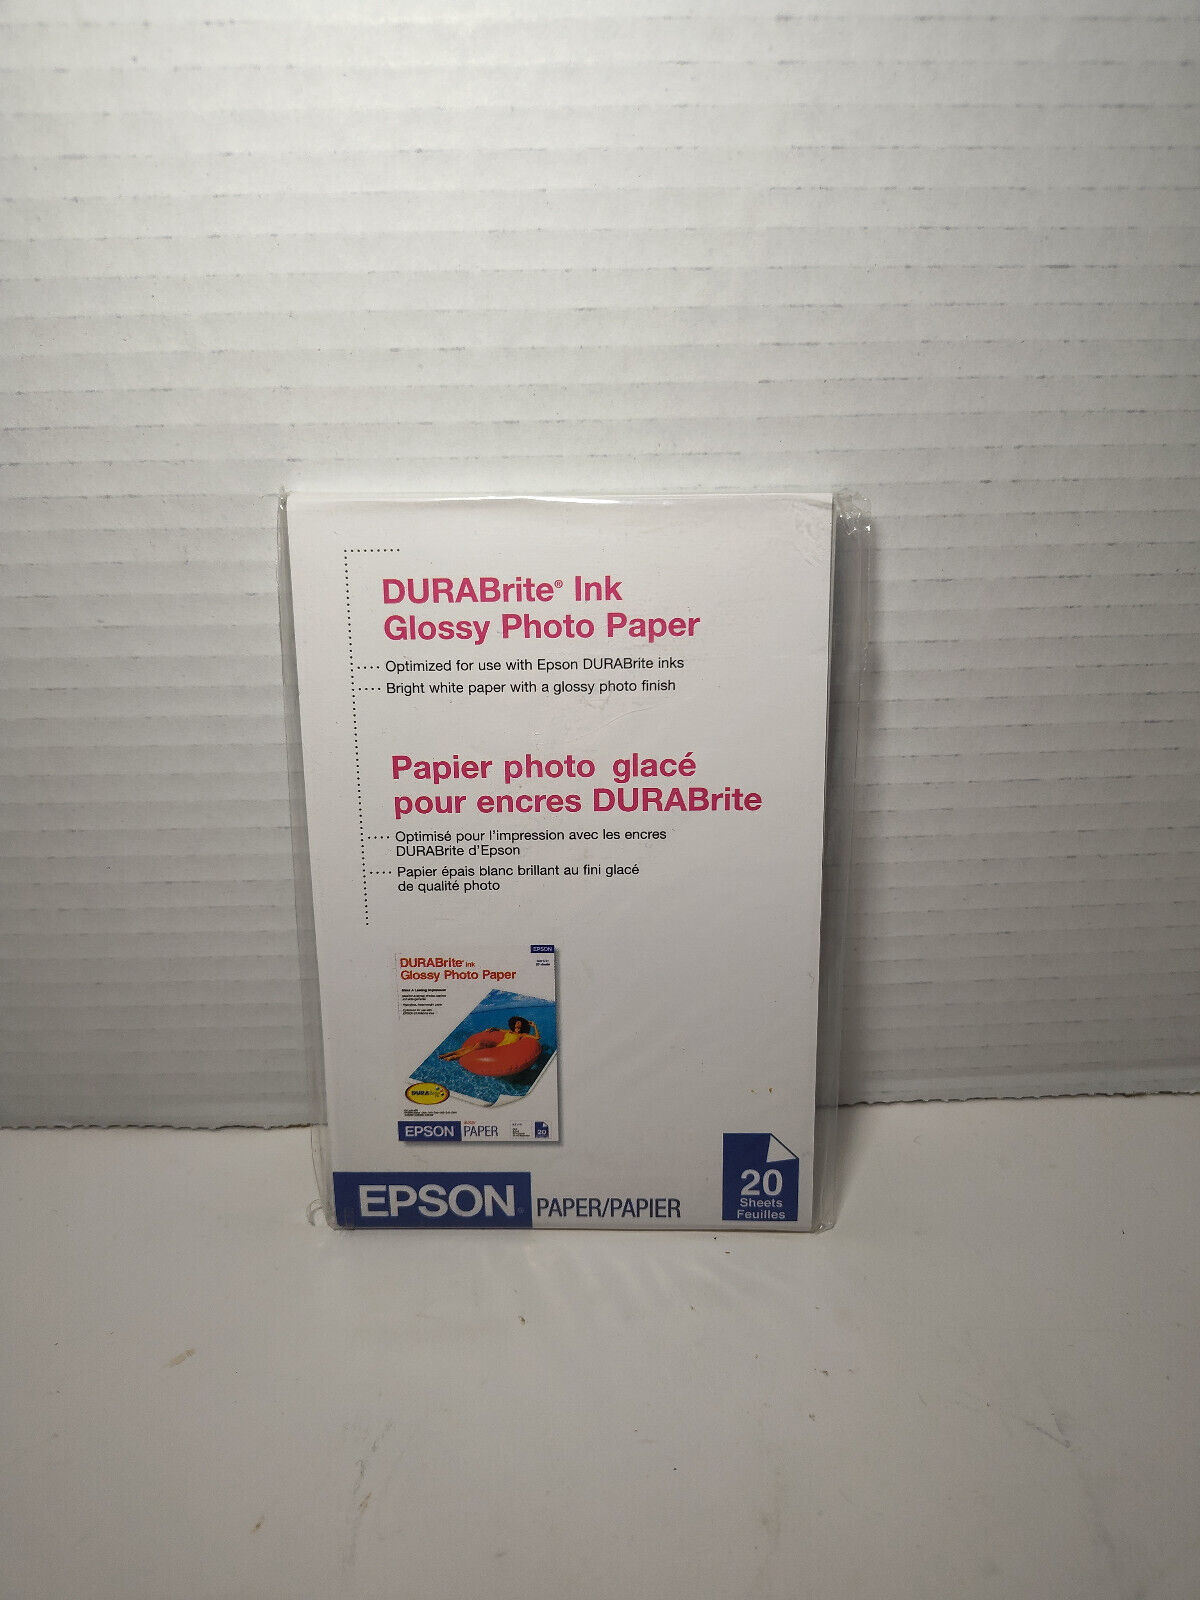 DURABrite® Ink
Glossy Photo Paper
Optimized for use with Epson DURABrite inks
Bright white paper with a glossy photo finish
Papier photo glacé
pour encres DURABrite
Optimisé pour l'impression avec les encres
DURABrite d'Epson
Papier épais blanc brillant au fini glacé
de qualité photo
EPSON
DURABrite Ink
Glossy Photo Paper
DURABrite
EPSON PAPER
20
EPSON PAPER/PAPIER
20
Sheets
Feuilles